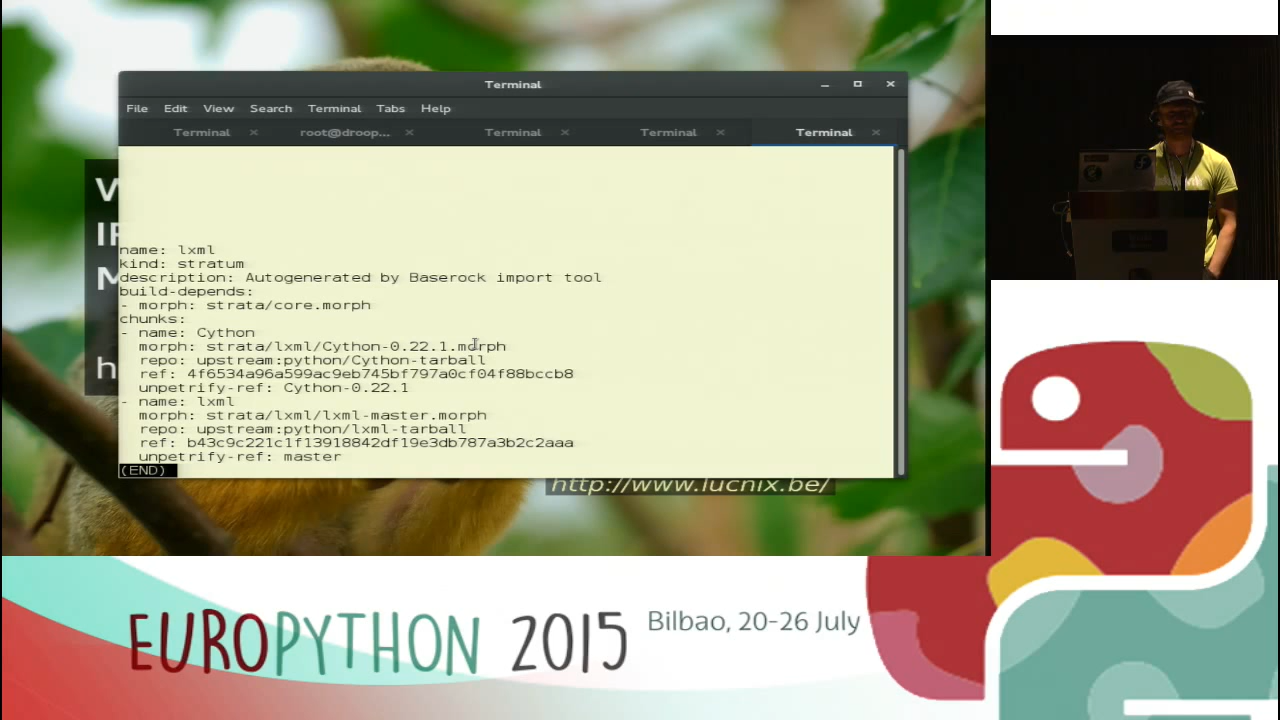 Terminal
File Edit View Search Terminal Tabs Help
Terminal × root@droop... × Terminal × Terminal × Terminal ×
name: lxml
kind: stratum
description: Autogenerated by Baserock import tool
build-depends:
- morph: strata/core.morph
chunks:
- name: Cython
morph: strata/lxml/Cython-0.22.1.morph
repo: upstream:python/Cython-tarball
ref: 4f6534a96a599ac9eb745bf797a0cf04f88bccb8
unpetrify-ref: Cython-0.22.1
- name: lxml
morph: strata/lxml/lxml-master.morph
repo: upstream:python/lxml-tarball
ref: b43c9c221c1f13918842df19e3db787a3b2c2aaa
unpetrify-ref: master
(END)
http://www.lucnix.be/
EUROPYTHON 2015 Bilbao, 20-26 July